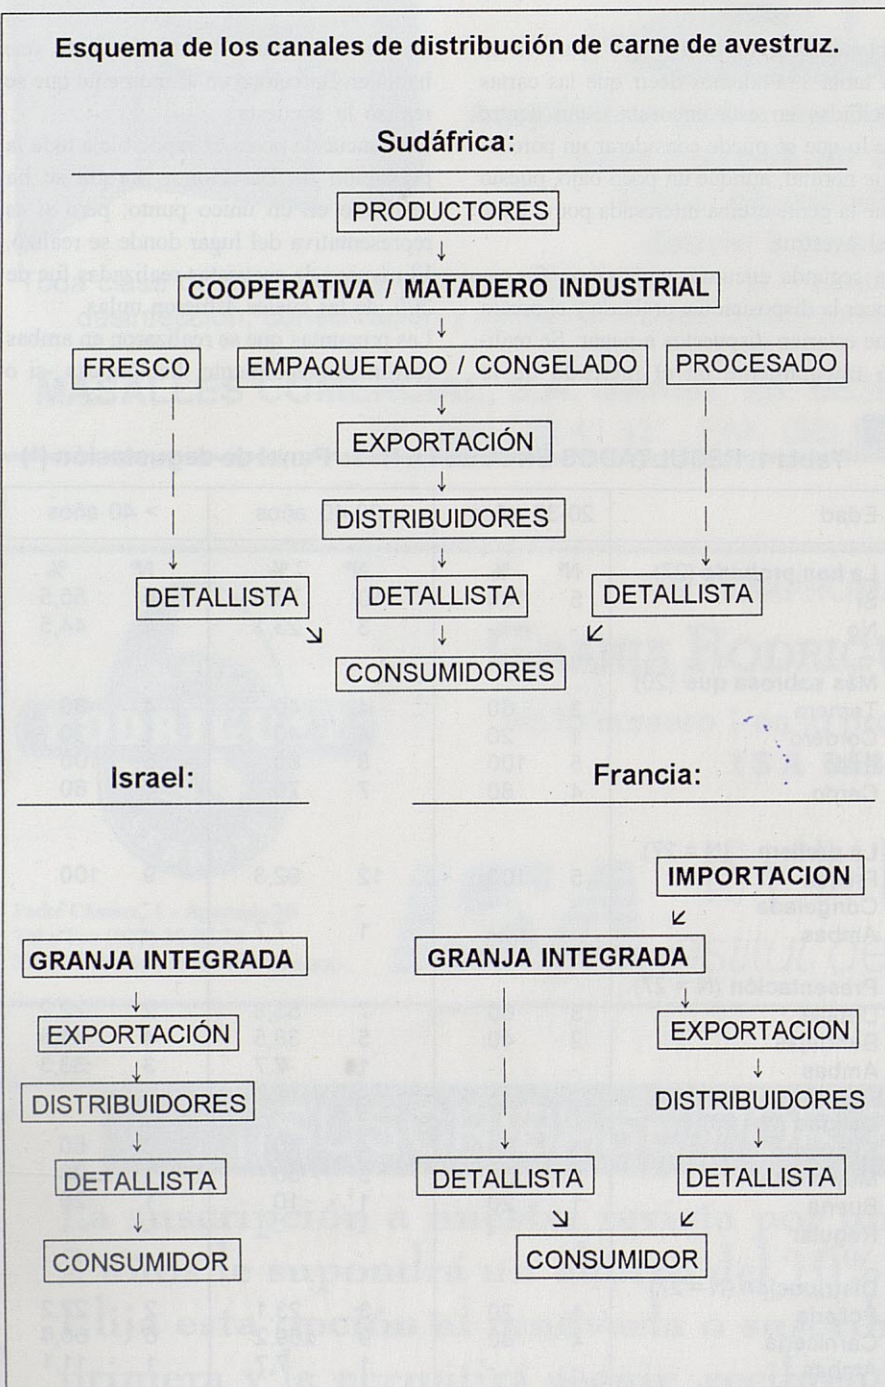 Esquema de los canales de distribución de carne de avestruz.
Sudáfrica:
PRODUCTORES
COOPERATIVA / MATADERO INDUSTRIAL
FRESCO EMPAQUETADO / CONGELADO PROCESADO
EXPORTACIÓN
DISTRIBUIDORES
DETALLISTA DETALLISTA DETALLISTA
CONSUMIDORES
Israel:
GRANJA INTEGRADA
EXPORTACIÓN
DISTRIBUIDORES
DETALLISTA
CONSUMIDOR
Francia:
IMPORTACION
GRANJA INTEGRADA
EXPORTACION
DISTRIBUIDORES
DETALLISTA DETALLISTA
CONSUMIDOR